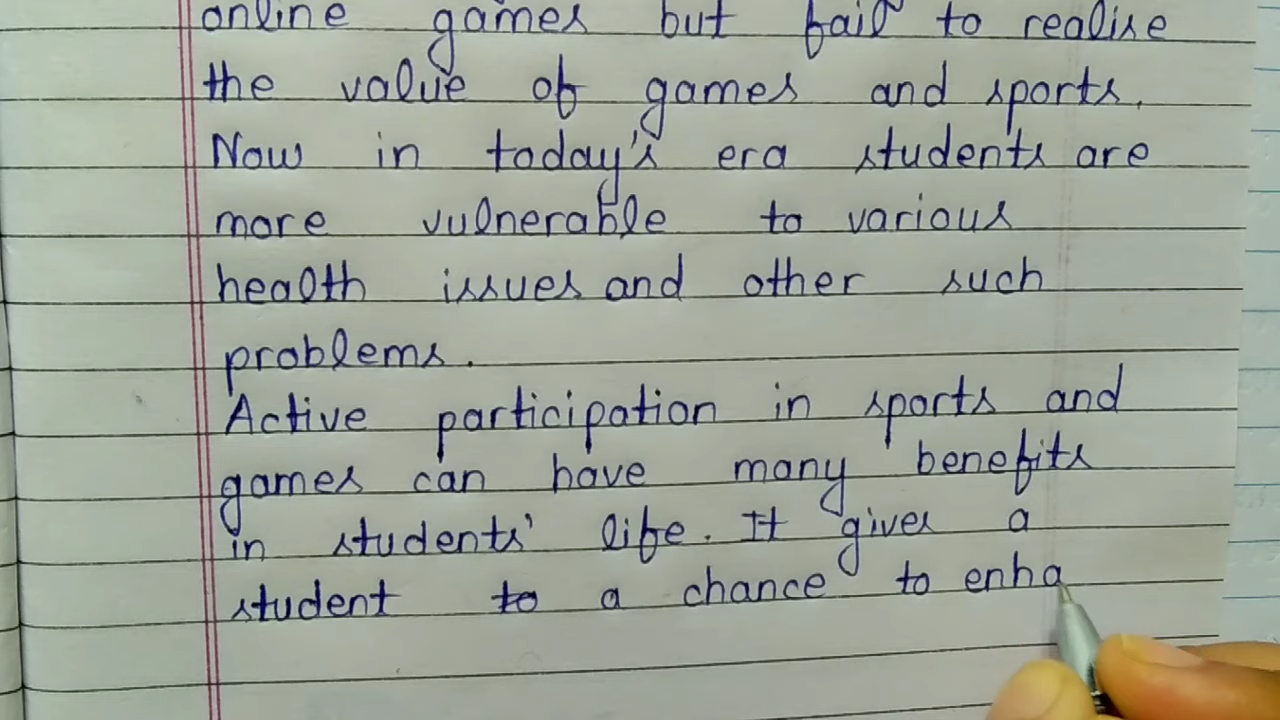 online games but fail to realise
the value of games and sports.
Now in today's era students are
more vulnerable to various
health issues and other such
problems.
Active participation in sports and
games can have many benefits
in students' life. It gives a
student to a chance to enha